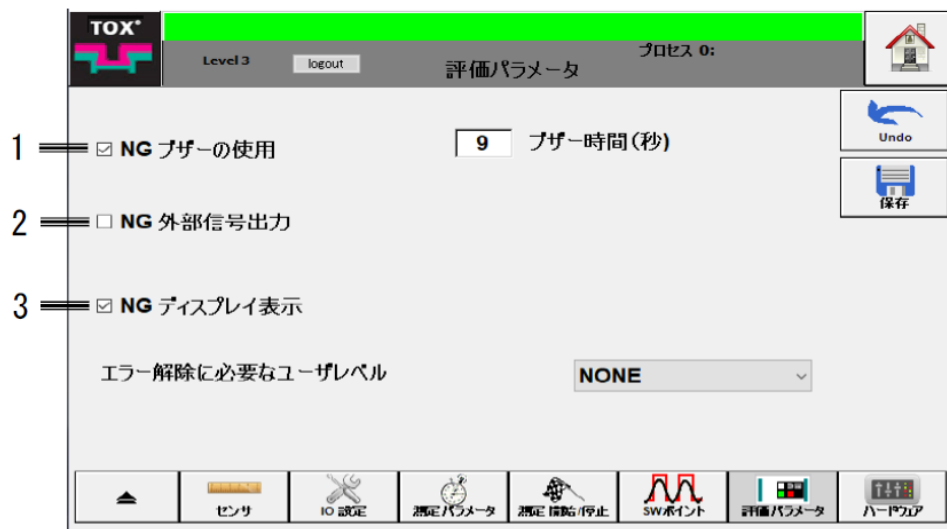 TOX®
Level 3
logout
評価パラメータ
プロセス 0:
Undo
保存
1
NG ブザーの使用
9 ブザー時間(秒)
2
NG 外部信号出力
3
NG ディスプレイ表示
エラー解除に必要なユーザレベル
NONE
センサ
IO 設定
測定パラメータ
測定 開始/停止
SWポイント
評価パラメータ
ハードウェア